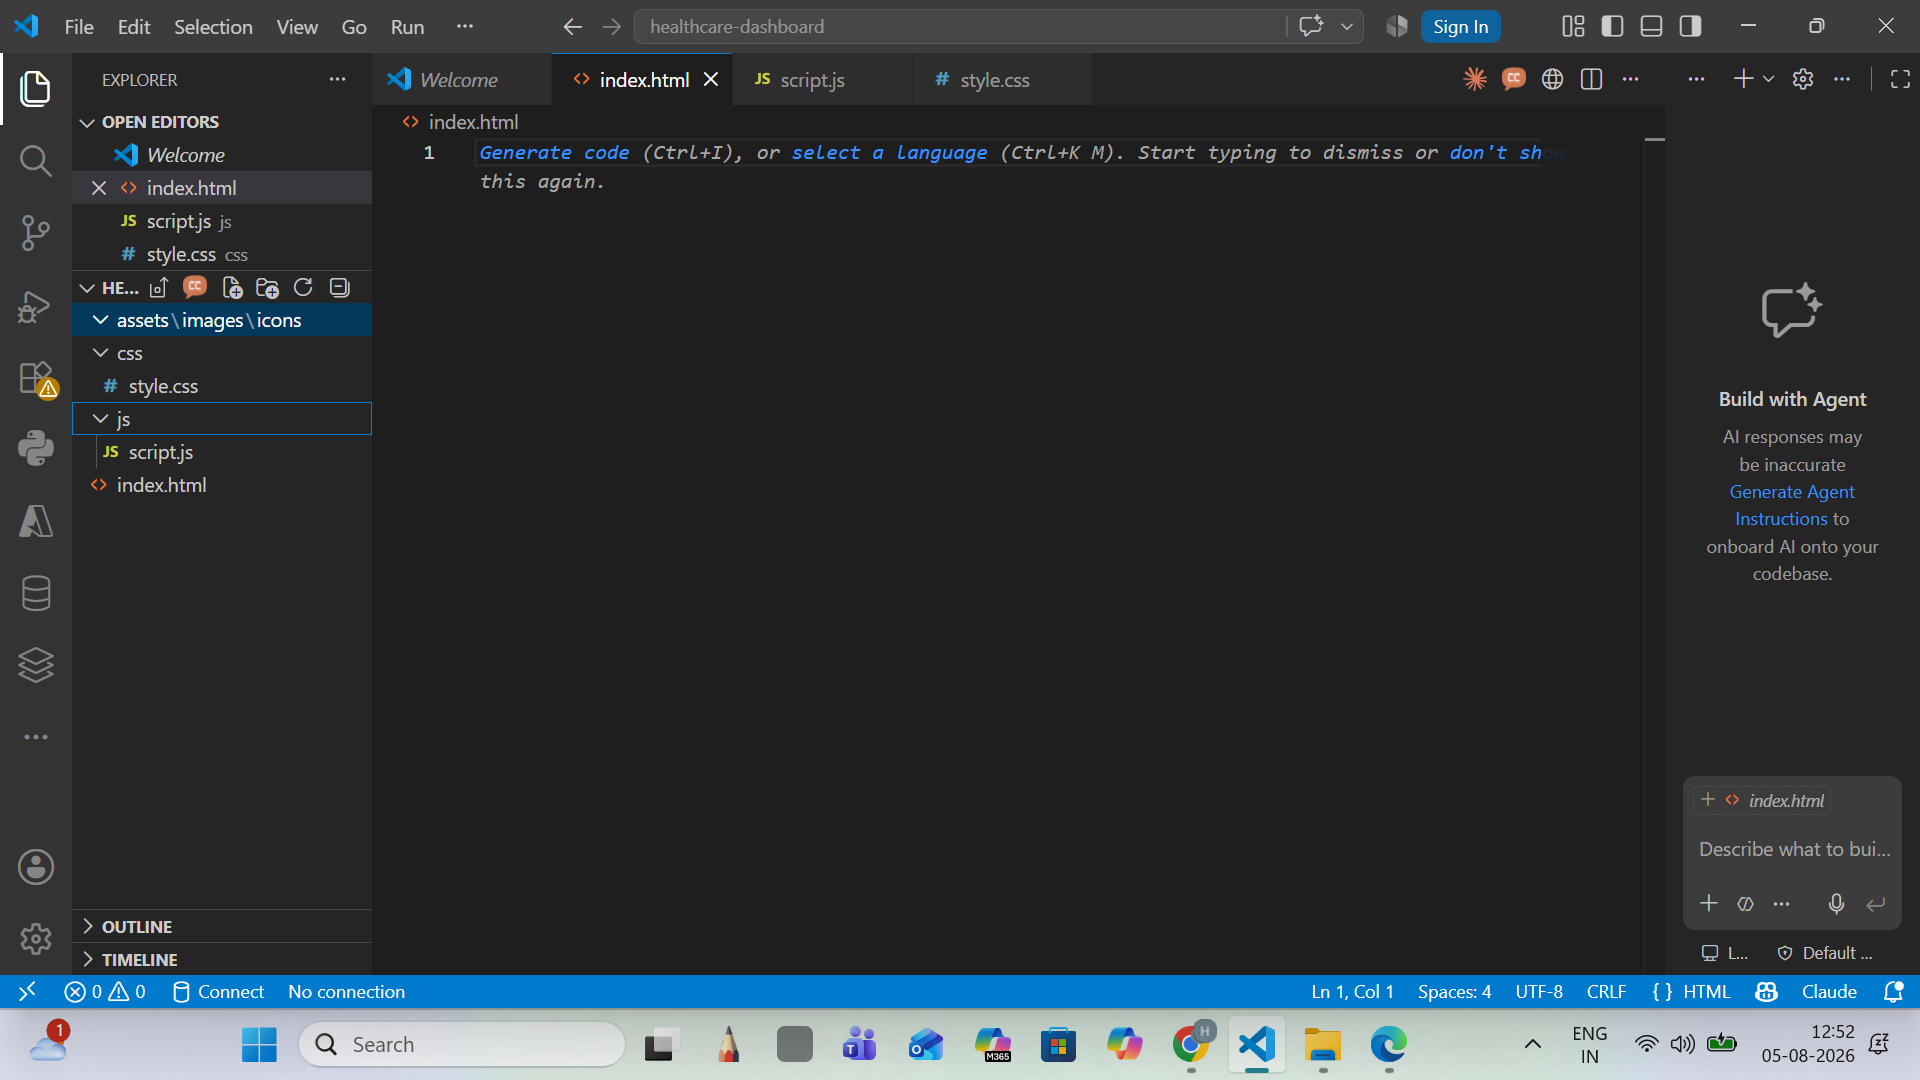 File Edit Selection View Go Run ···
healthcare-dashboard
Sign In
EXPLORER
OPEN EDITORS
Welcome
index.html
script.js js
style.css css
HE...
assets\images\icons
css
style.css
js
script.js
index.html
OUTLINE
TIMELINE
Welcome
index.html
script.js
style.css
index.html
1
Generate code (Ctrl+I), or select a language (Ctrl+K M). Start typing to dismiss or don't show
this again.
Build with Agent
AI responses may
be inaccurate
Generate Agent
Instructions to
onboard AI onto your
codebase.
index.html
Describe what to bui...
L...
Default ...
0 0 Connect No connection
Ln 1, Col 1 Spaces: 4 UTF-8 CRLF { } HTML Claude
1
Search
M365
H
ENG
IN
12:52
05-08-2026